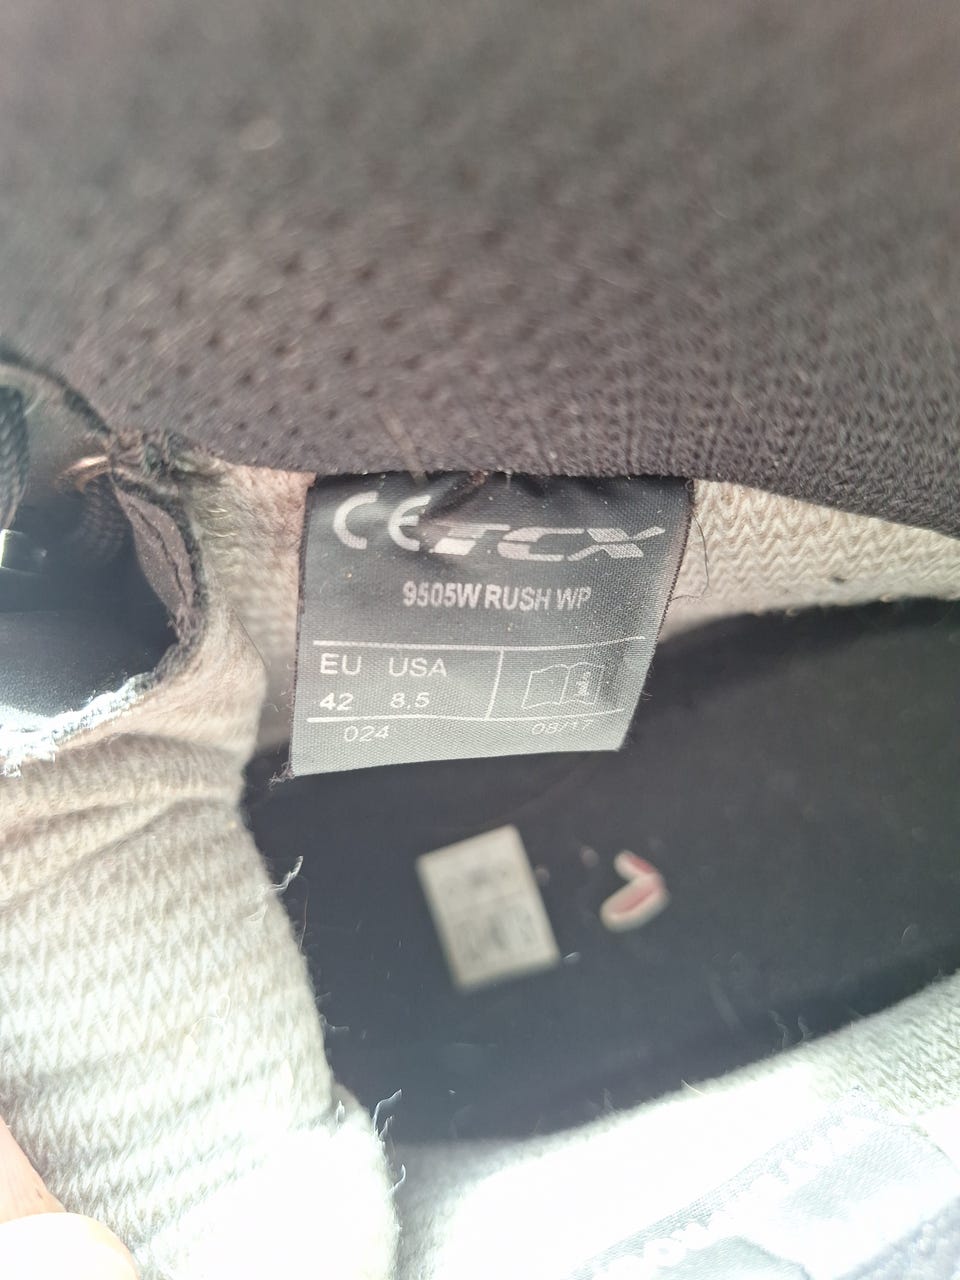 CE TCX
9505W RUSH WP
EU USA
42 8.5
024 08/17